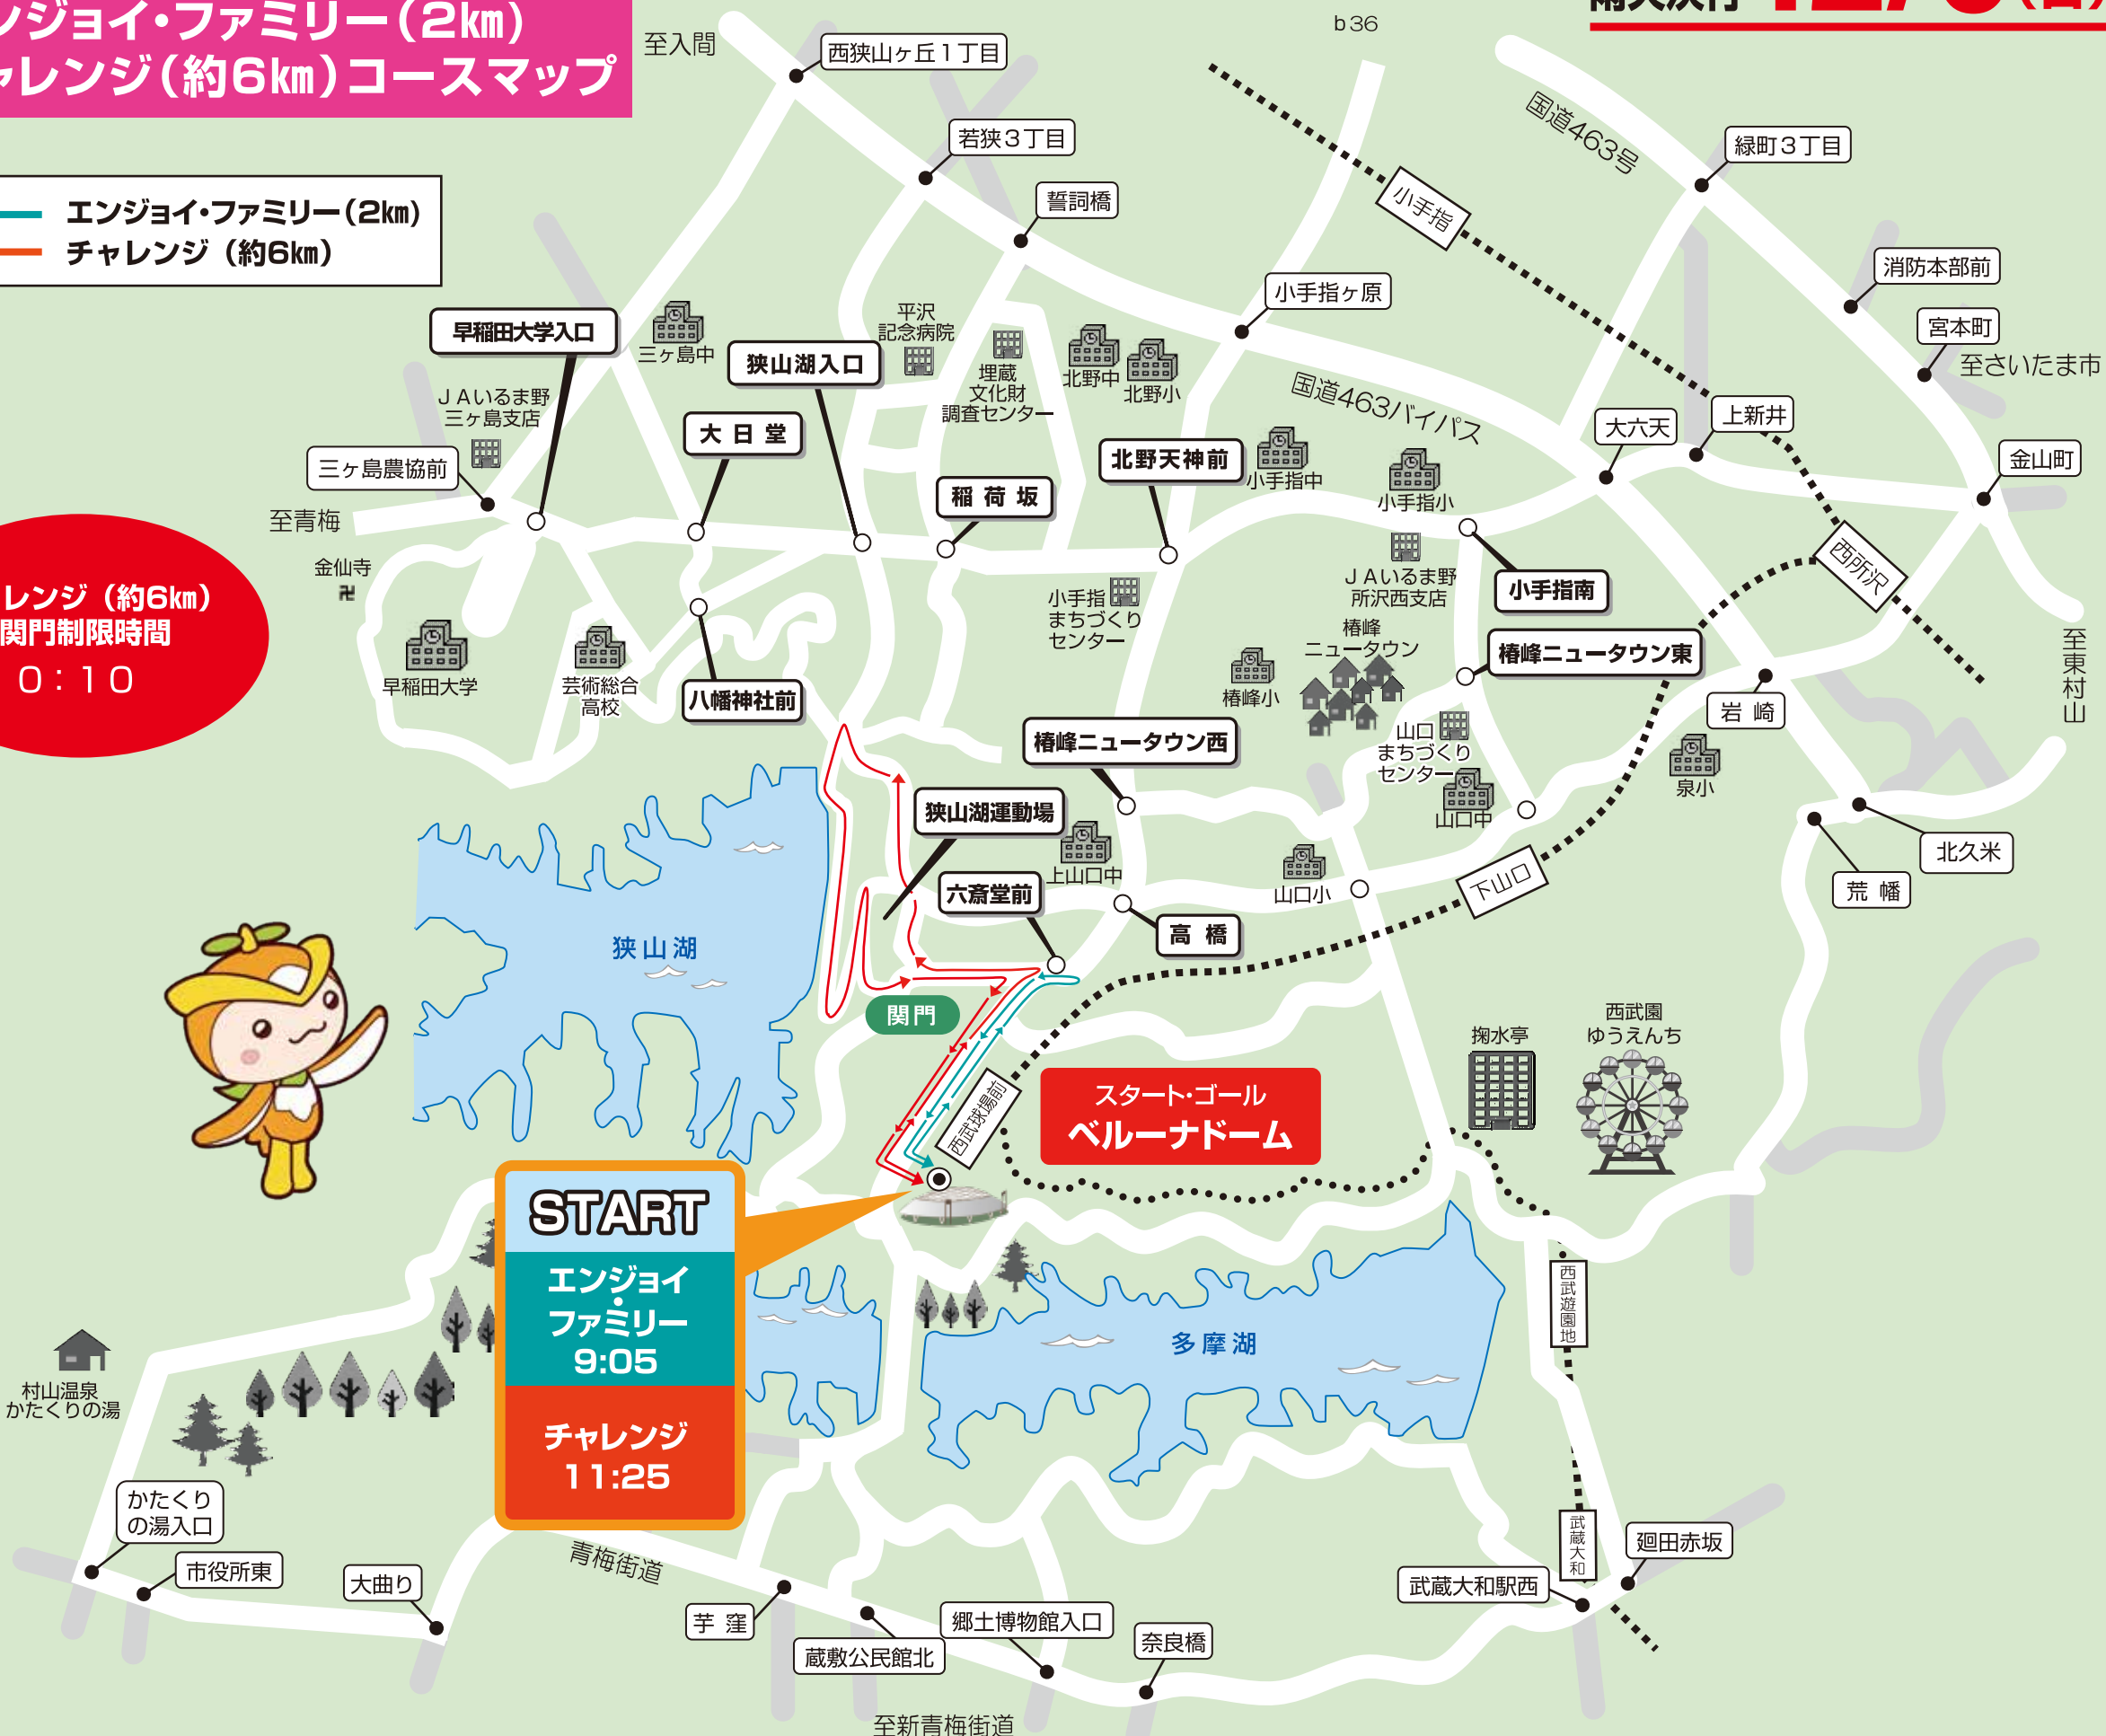 ンジョイ・ファミリー(2㎞)
ャレンジ(約6㎞)コースマップ
至入間
b36
西狭山ヶ丘1丁目
若狭3丁目
誓詞橋
国道463号
緑町3丁目
小手指
エンジョイ・ファミリー(2㎞)
チャレンジ(約6㎞)
消防本部前
小手指ヶ原
宮本町
至さいたま市
早稲田大学入口
三ヶ島中
平沢
記念病院
狭山湖入口
埋蔵
文化財
調査センター
北野中
北野小
国道463バイパス
JAいるま野
三ヶ島支店
大日堂
大六天
上新井
三ヶ島農協前
稲荷坂
北野天神前
小手指中
小手指小
金山町
至青梅
金仙寺
卍
JAいるま野
所沢西支店
小手指南
西所沢
レンジ(約6㎞)
関門制限時間
0:10
小手指
まちづくり
センター
椿峰
ニュータウン
椿峰ニュータウン東
至東村山
早稲田大学
芸術総合
高校
八幡神社前
椿峰小
岩崎
椿峰ニュータウン西
山口
まちづくり
センター
泉小
狭山湖運動場
山口中
北久米
上山口中
山口小
下山口
荒幡
六斎堂前
高橋
狭山湖
関門
西武園
ゆうえんち
掬水亭
西武球場前
スタート・ゴール
ベルーナドーム
START
エンジョイ
・
ファミリー
9:05
チャレンジ
11:25
多摩湖
西武遊園地
村山温泉
かたくりの湯
かたくり
の湯入口
市役所東
大曲り
青梅街道
芋窪
蔵敷公民館北
郷土博物館入口
奈良橋
武蔵大和
武蔵大和駅西
廻田赤坂
至新青梅街道